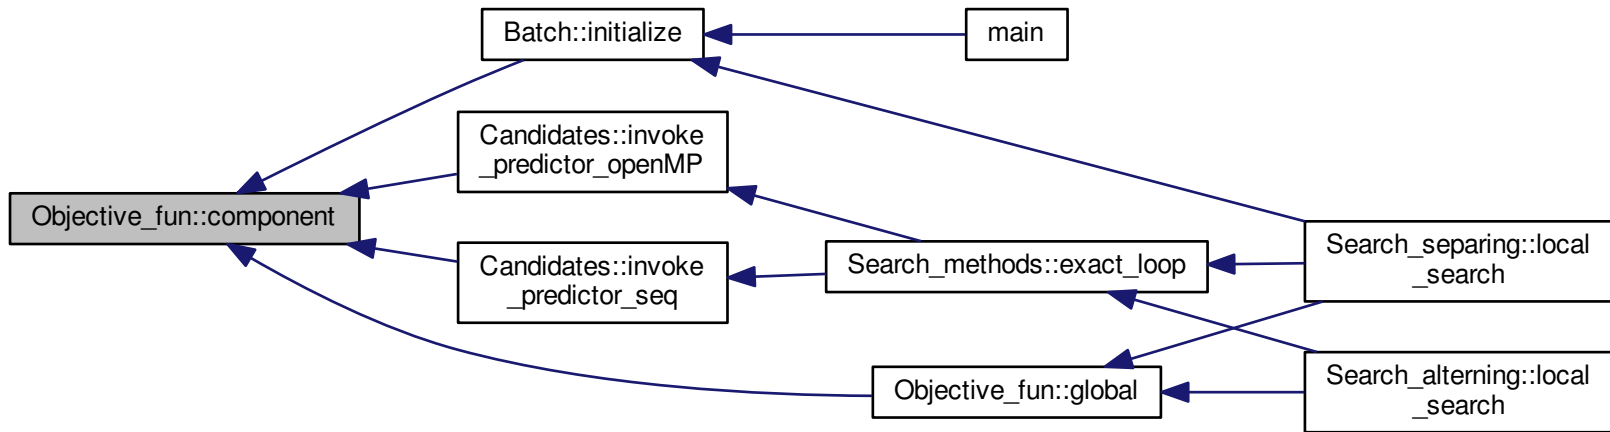 Batch::initialize
main
Candidates::invoke
_predictor_openMP
Objective_fun::component
Candidates::invoke
_predictor_seq
Search_methods::exact_loop
Search_separing::local
_search
Objective_fun::global
Search_alterning::local
_search